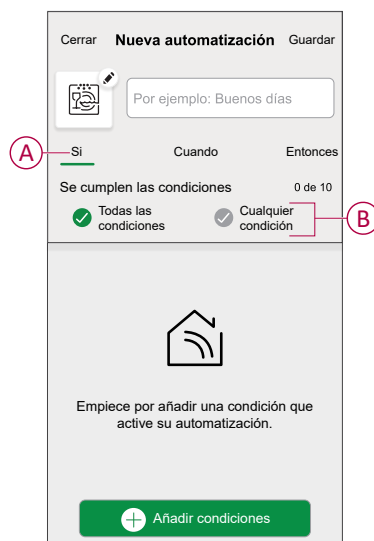 Cerrar Nueva automatización Guardar
Por ejemplo: Buenos días
A
Si Cuando Entonces
Se cumplen las condiciones 0 de 10
Todas las condiciones
Cualquier condición
B
Empiece por añadir una condición que
active su automatización.
Añadir condiciones